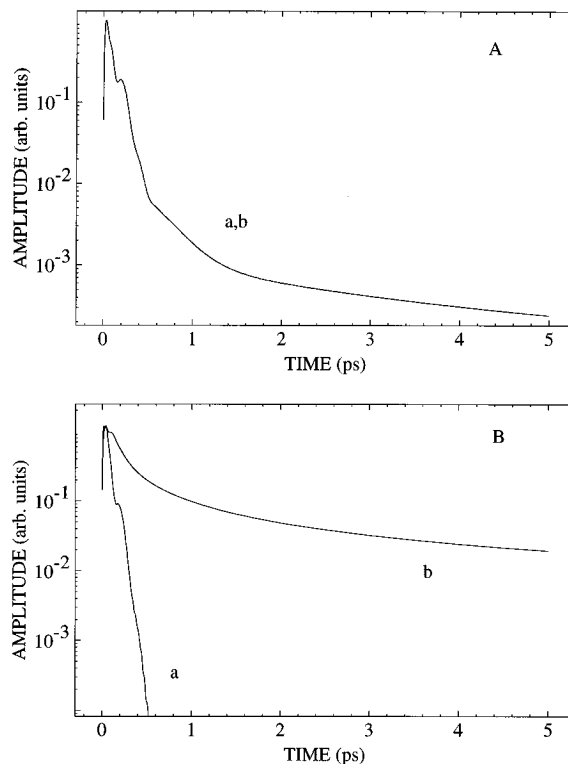 A
AMPLITUDE (arb. units)
10-1
10-2
10-3
a,b
0 1 2 3 4 5
TIME (ps)
B
AMPLITUDE (arb. units)
10-1
10-2
10-3
b
a
0 1 2 3 4 5
TIME (ps)